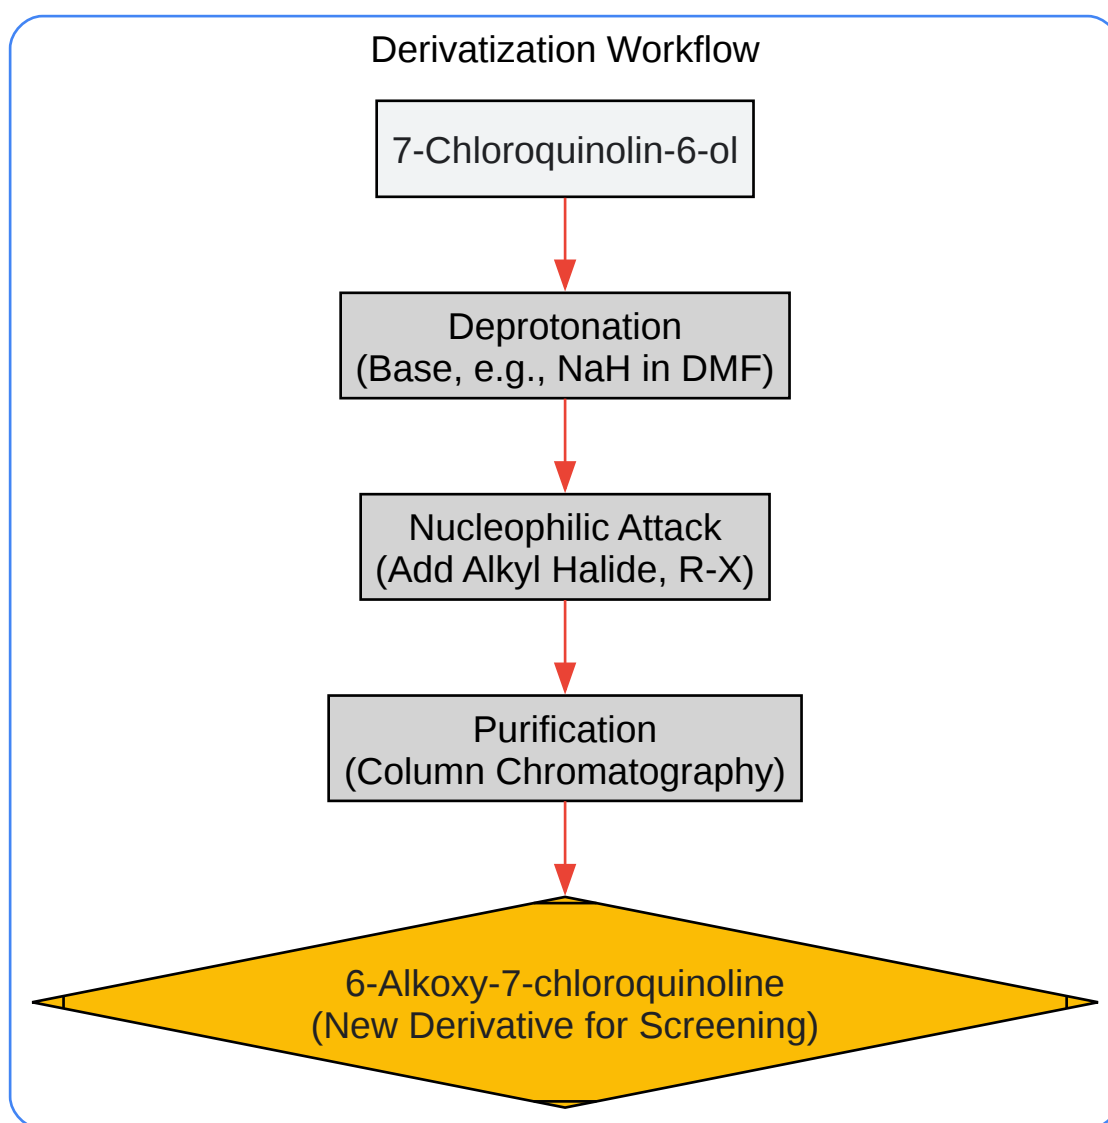 Derivatization Workflow
7-Chloroquinolin-6-ol
Deprotonation
(Base, e.g., NaH in DMF)
Nucleophilic Attack
(Add Alkyl Halide, R-X)
Purification
(Column Chromatography)
6-Alkoxy-7-chloroquinoline
(New Derivative for Screening)